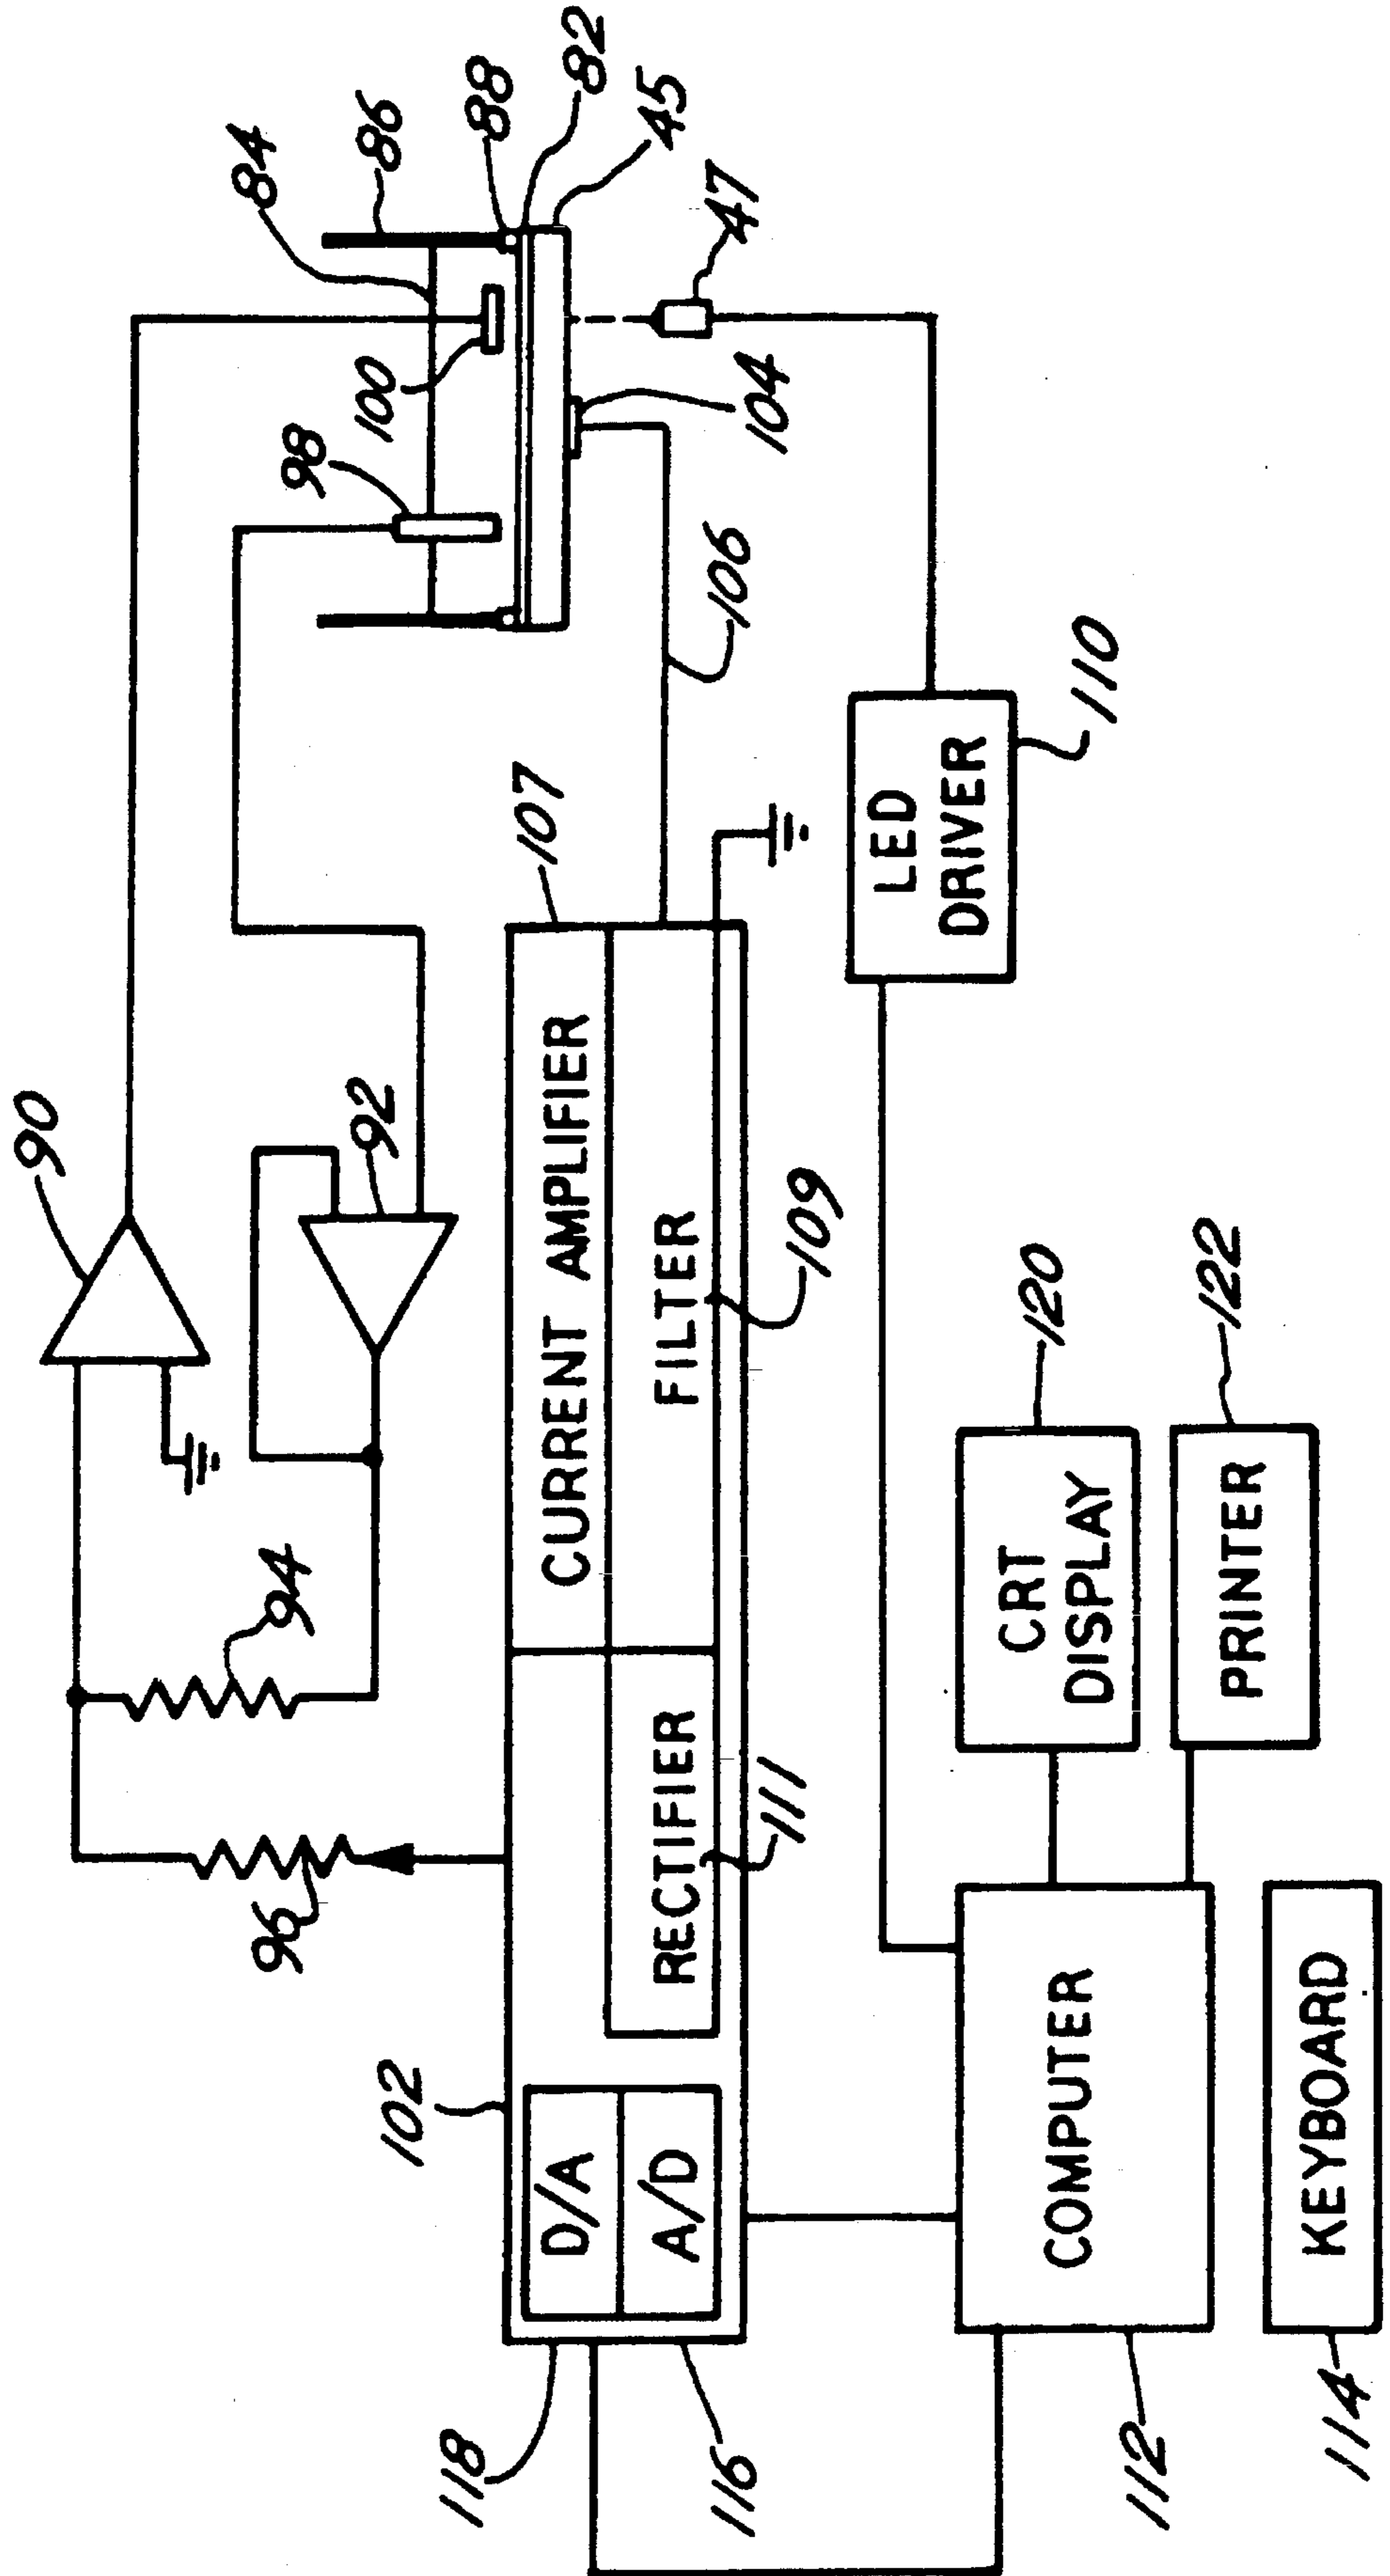 90
84
86
88
82
45
98
100
47
104
92
94
96
106
107
102
CURRENT AMPLIFIER
FILTER
109
RECTIFIER
111
D/A
A/D
118
116
LED
DRIVER
110
120
CRT
DISPLAY
122
PRINTER
COMPUTER
112
KEYBOARD
114